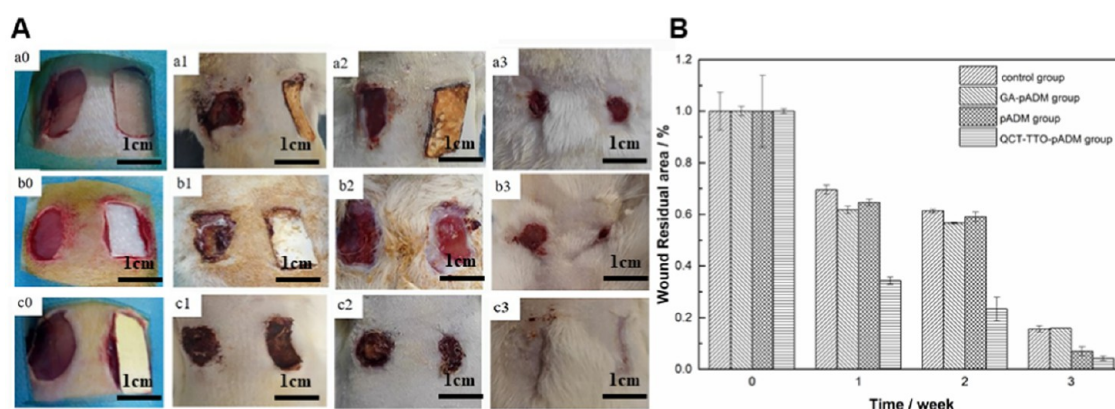 A
a0
a1
a2
a3
1cm
1cm
1cm
1cm
b0
b1
b2
b3
1cm
1cm
1cm
1cm
c0
c1
c2
c3
1cm
1cm
1cm
1cm
B
1.2
1.0
0.8
0.6
0.4
0.2
0.0
Wound Residual area / %
control group
GA-pADM group
pADM group
QCT-TTO-pADM group
0
1
2
3
Time / week